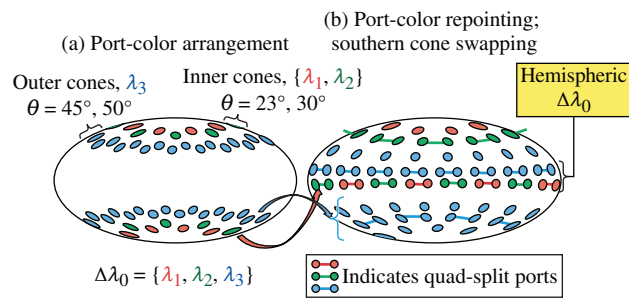 (a) Port-color arrangement
Outer cones, λ3
θ = 45°, 50°
Inner cones, {λ1, λ2}
θ = 23°, 30°
(b) Port-color repointing;
southern cone swapping
Hemispheric
Δλ0
Δλ0 = {λ1, λ2, λ3}
Indicates quad-split ports